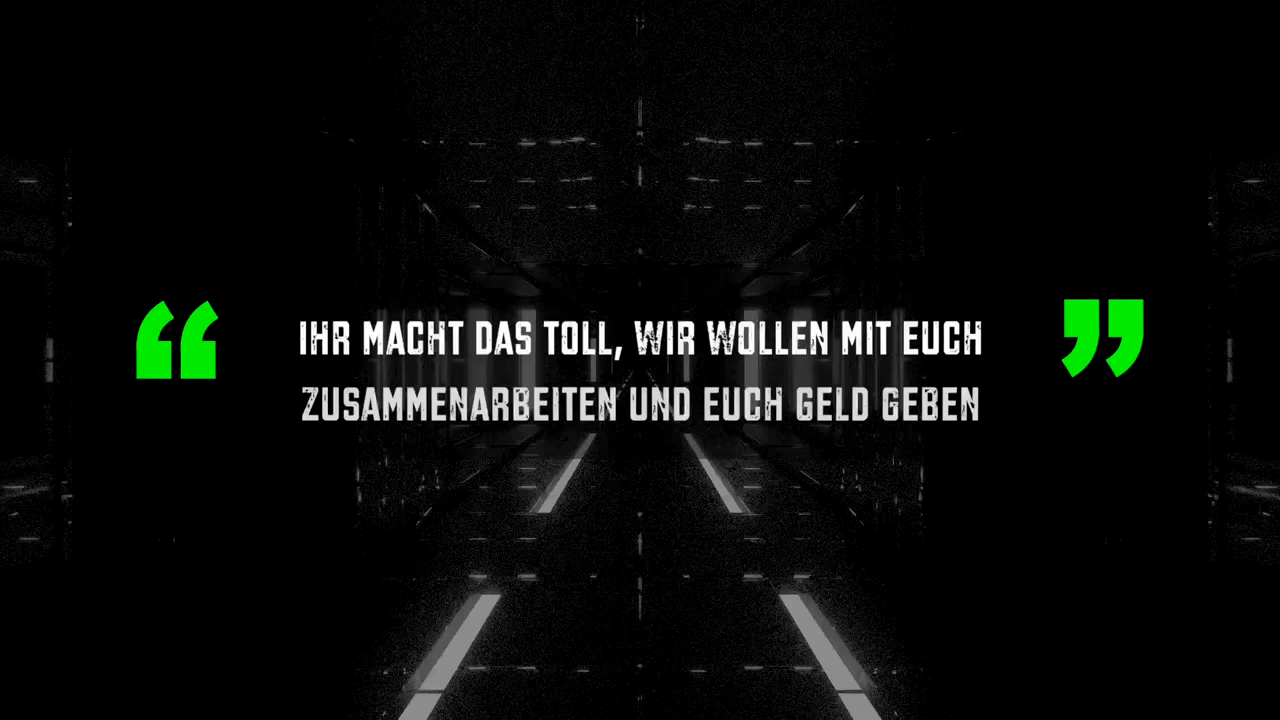 “IHR MACHT DAS TOLL, WIR WOLLEN MIT EUCH
ZUSAMMENARBEITEN UND EUCH GELD GEBEN”